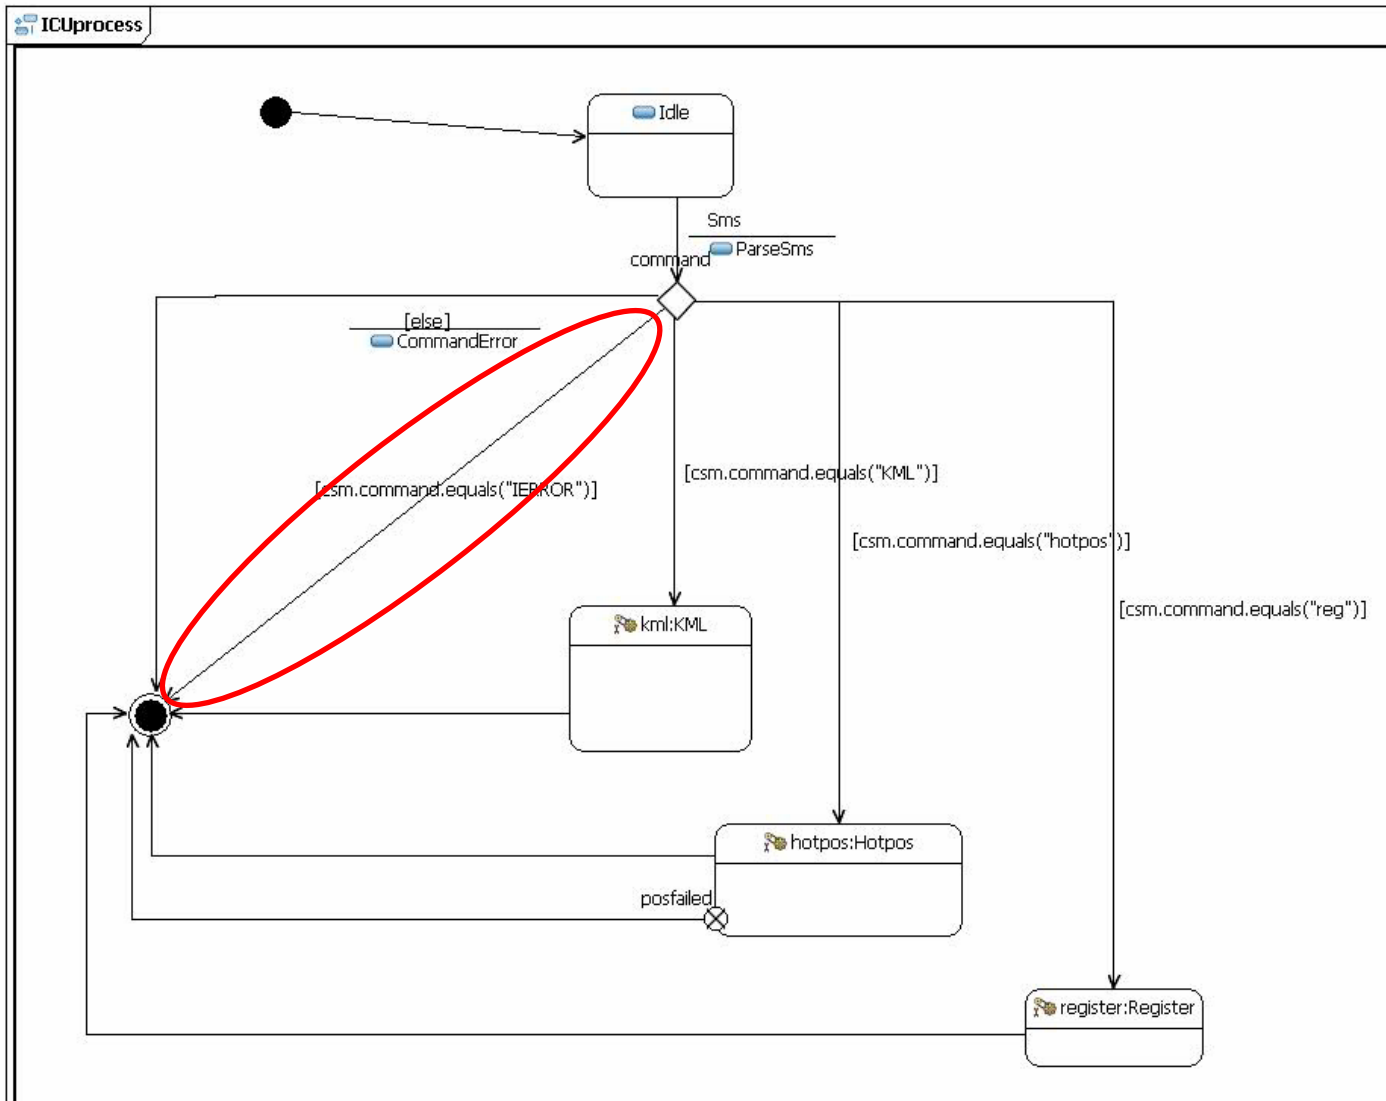 ICUprocess
Idle
Sms
ParseSms
command
[else]
CommandError
[csm.command.equals("KML")]
[csm.command.equals("IERROR")]
[csm.command.equals("hotpos")]
[csm.command.equals("reg")]
kml:KML
hotpos:Hotpos
posfailed
register:Register